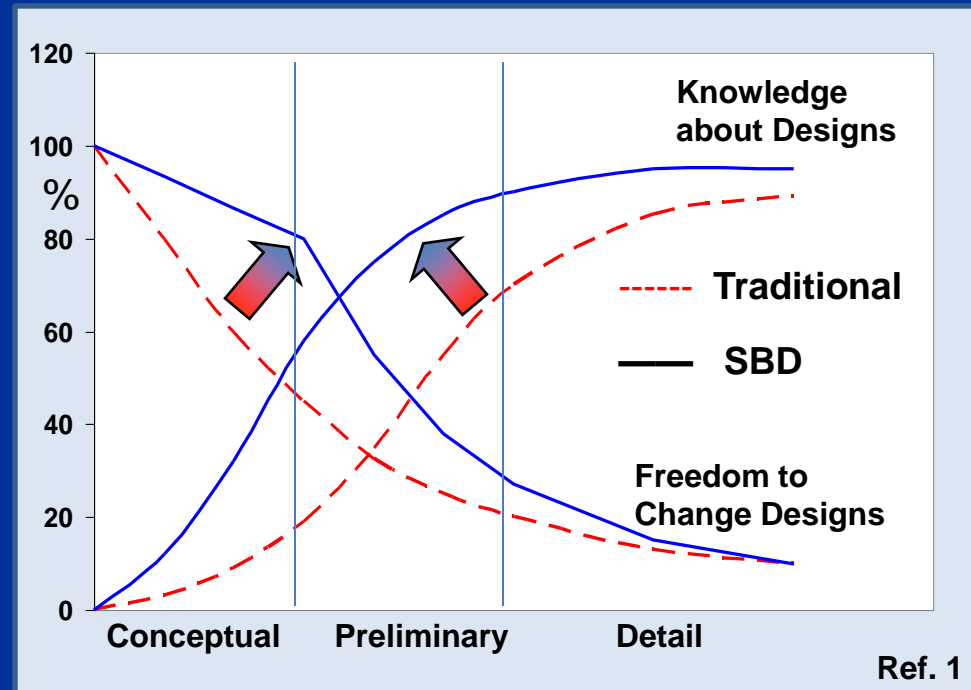 120
100
%
80
60
40
20
0
Knowledge
about Designs
Traditional
SBD
Freedom to
Change Designs
Conceptual
Preliminary
Detail
Ref. 1